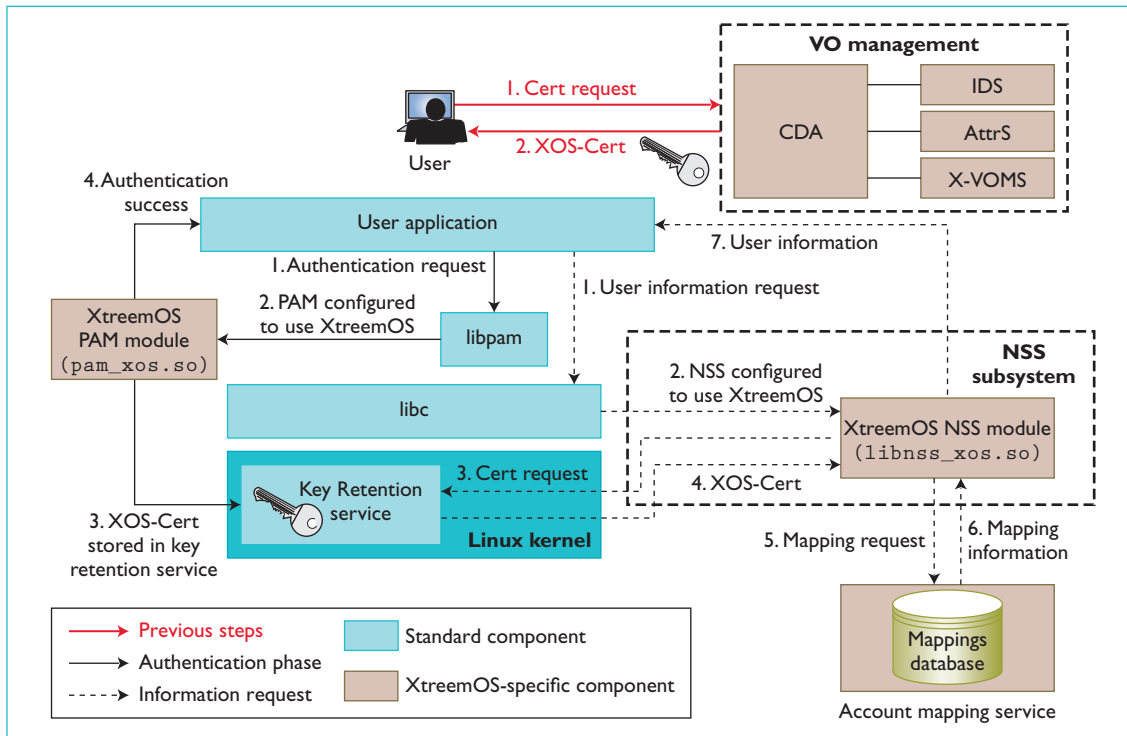 VO management
1. Cert request
IDS
CDA
AttrS
2. XOS-Cert
User
X-VOMS
4. Authentication
success
User application
7. User information
1. Authentication request
1. User information request
2. PAM configured
to use XtreemOS
XtreemOS
PAM module
(pam_xos.so)
libpam
NSS
subsystem
2. NSS configured
to use XtreemOS
libc
XtreemOS NSS module
(libnss_xos.so)
3. Cert request
Key Retention
service
4. XOS-Cert
Linux kernel
3. XOS-Cert
stored in key
retention service
5. Mapping request
6. Mapping
information
Previous steps
Authentication phase
Information request
Standard component
XtreemOS-specific component
Mappings
database
Account mapping service